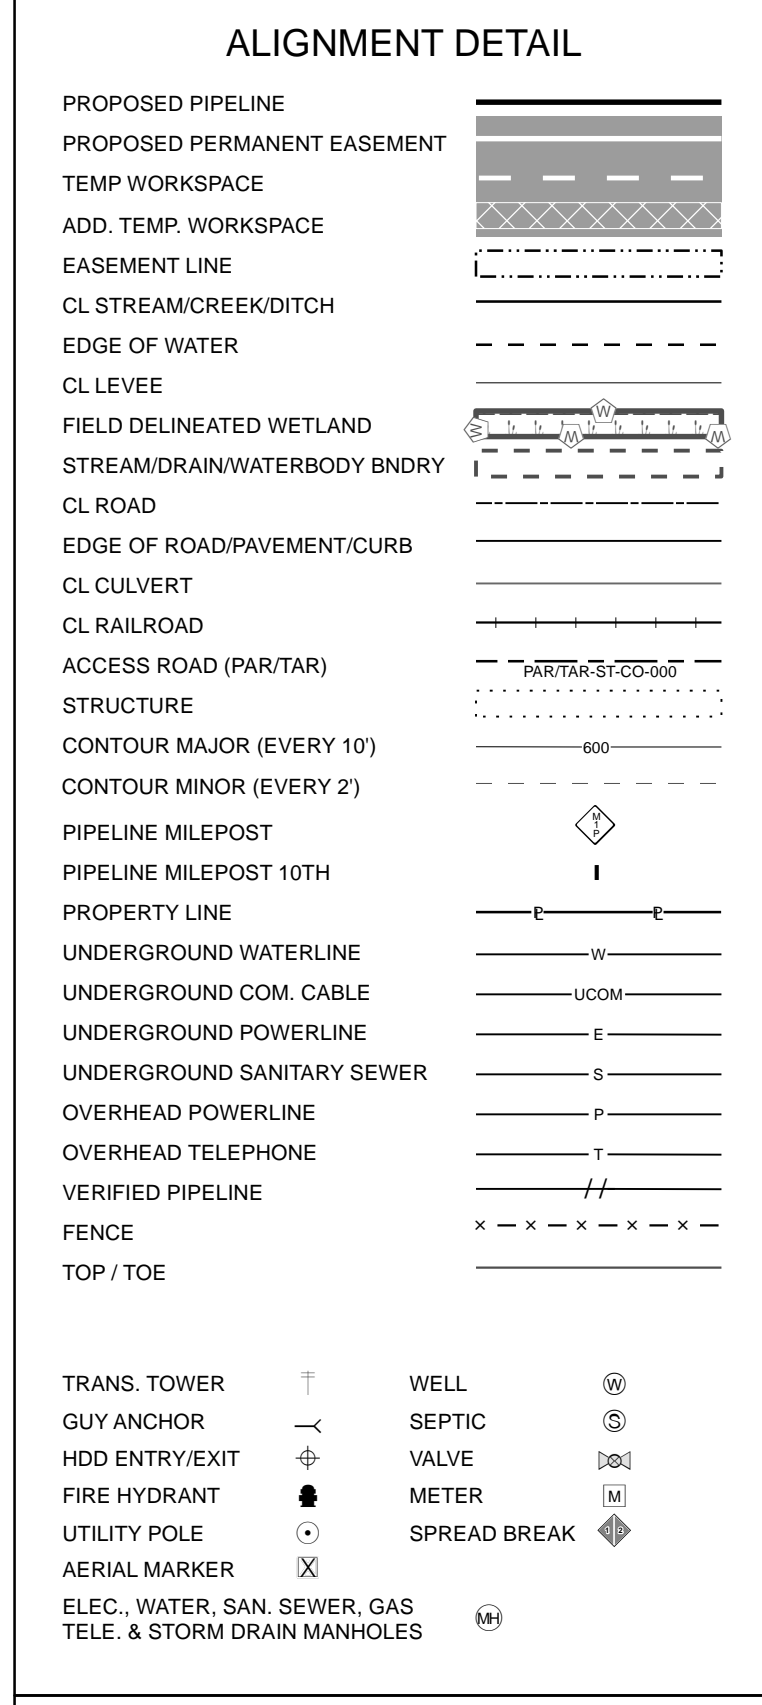 ALIGNMENT DETAIL
PROPOSED PIPELINE
PROPOSED PERMANENT EASEMENT
TEMP WORKSPACE
ADD. TEMP. WORKSPACE
EASEMENT LINE
CL STREAM/CREEK/DITCH
EDGE OF WATER
CL LEVEE
W
FIELD DELINEATED WETLAND W W W
STREAM/DRAIN/WATERBODY BNDRY
CL ROAD
EDGE OF ROAD/PAVEMENT/CURB
CL CULVERT
CL RAILROAD
ACCESS ROAD (PAR/TAR) PAR/TAR-ST-CO-000
STRUCTURE
CONTOUR MAJOR (EVERY 10') 600
CONTOUR MINOR (EVERY 2')
PIPELINE MILEPOST M 1 P
PIPELINE MILEPOST 10TH
PROPERTY LINE PL PL
UNDERGROUND WATERLINE W
UNDERGROUND COM. CABLE UCOM
UNDERGROUND POWERLINE E
UNDERGROUND SANITARY SEWER S
OVERHEAD POWERLINE P
OVERHEAD TELEPHONE T
VERIFIED PIPELINE
FENCE
TOP / TOE
TRANS. TOWER WELL W
GUY ANCHOR SEPTIC S
HDD ENTRY/EXIT VALVE
FIRE HYDRANT METER M
UTILITY POLE SPREAD BREAK 1 2
AERIAL MARKER X
ELEC., WATER, SAN. SEWER, GAS
TELE. & STORM DRAIN MANHOLES MH